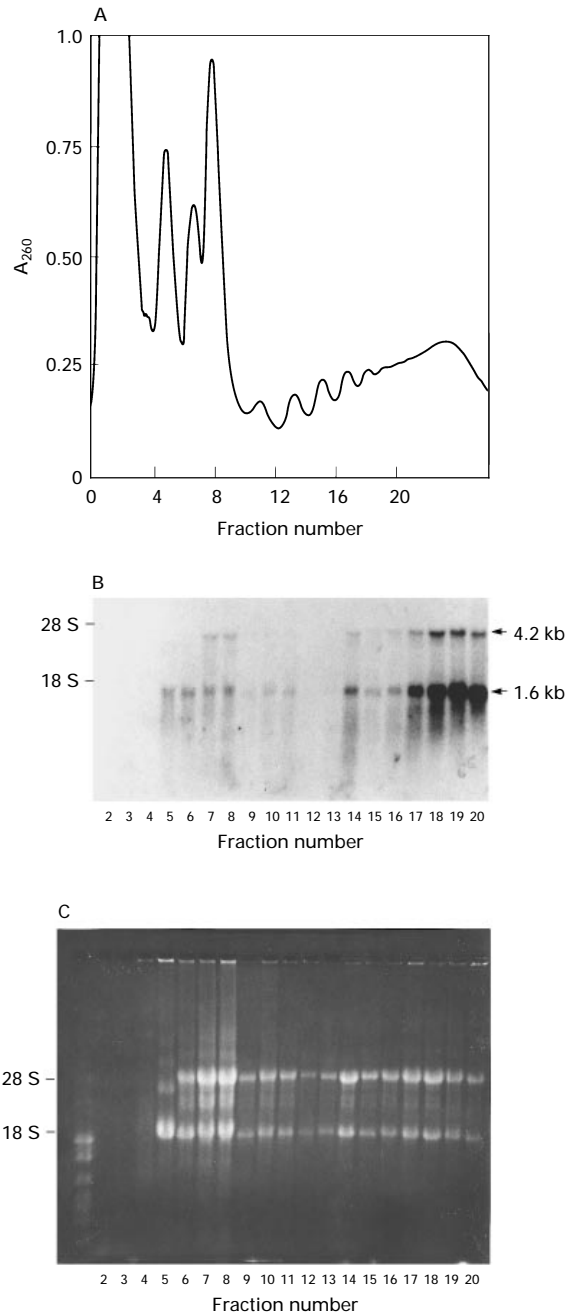 A
1.0
0.75
0.50
0.25
0
A260
0 4 8 12 16 20
Fraction number
B
28 S
18 S
4.2 kb
1.6 kb
2 3 4 5 6 7 8 9 10 11 12 13 14 15 16 17 18 19 20
Fraction number
C
28 S
18 S
2 3 4 5 6 7 8 9 10 11 12 13 14 15 16 17 18 19 20
Fraction number